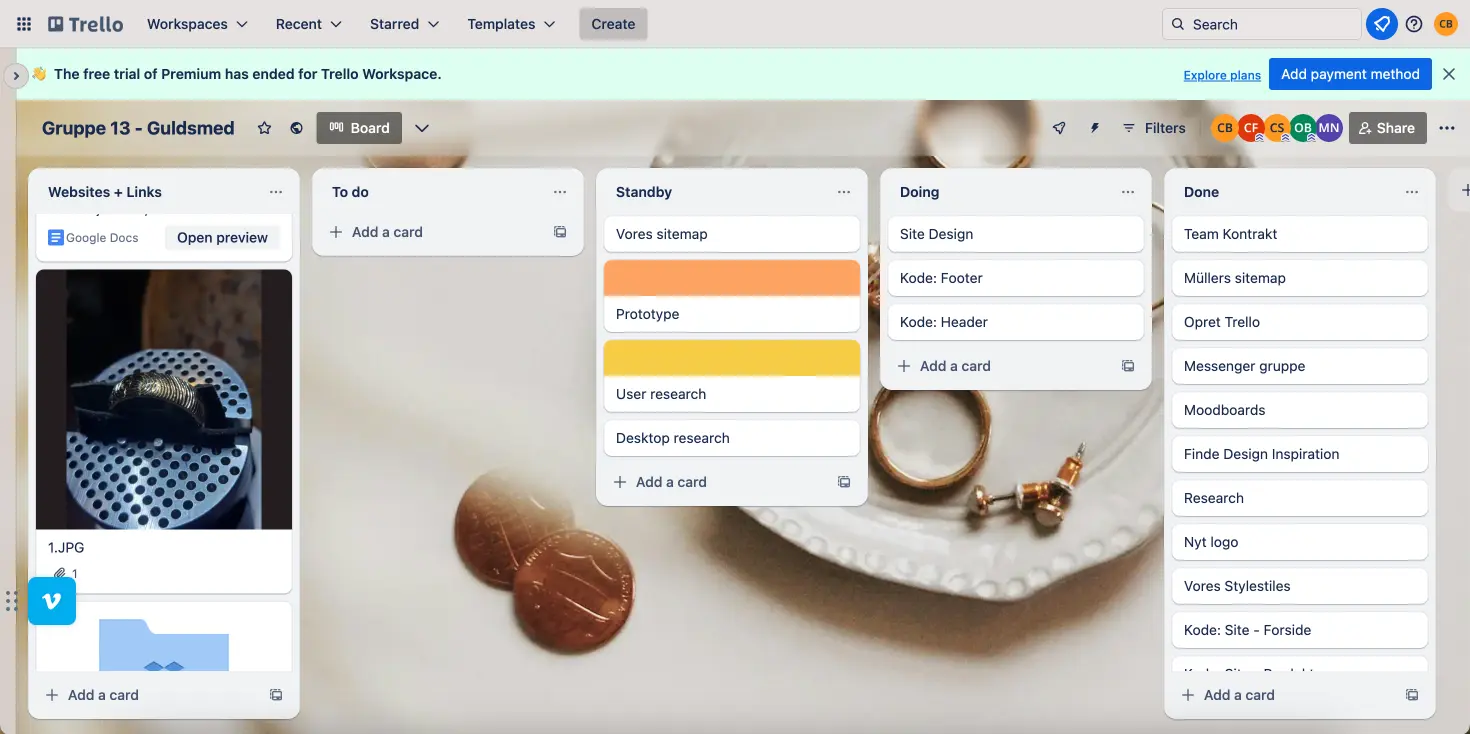 Trello
Workspaces
Recent
Starred
Templates
Create
Search
CB
The free trial of Premium has ended for Trello Workspace.
Explore plans
Add payment method
Gruppe 13 - Guldsmed
Board
Filters
CB
CF
CS
OB
MN
Share
Websites + Links
Google Docs
Open preview
1.JPG
1
Add a card
To do
Add a card
Standby
Vores sitemap
Prototype
User research
Desktop research
Add a card
Doing
Site Design
Kode: Footer
Kode: Header
Add a card
Done
Team Kontrakt
Müllers sitemap
Opret Trello
Messenger gruppe
Moodboards
Finde Design Inspiration
Research
Nyt logo
Vores Stylestiles
Kode: Site - Forside
Add a card